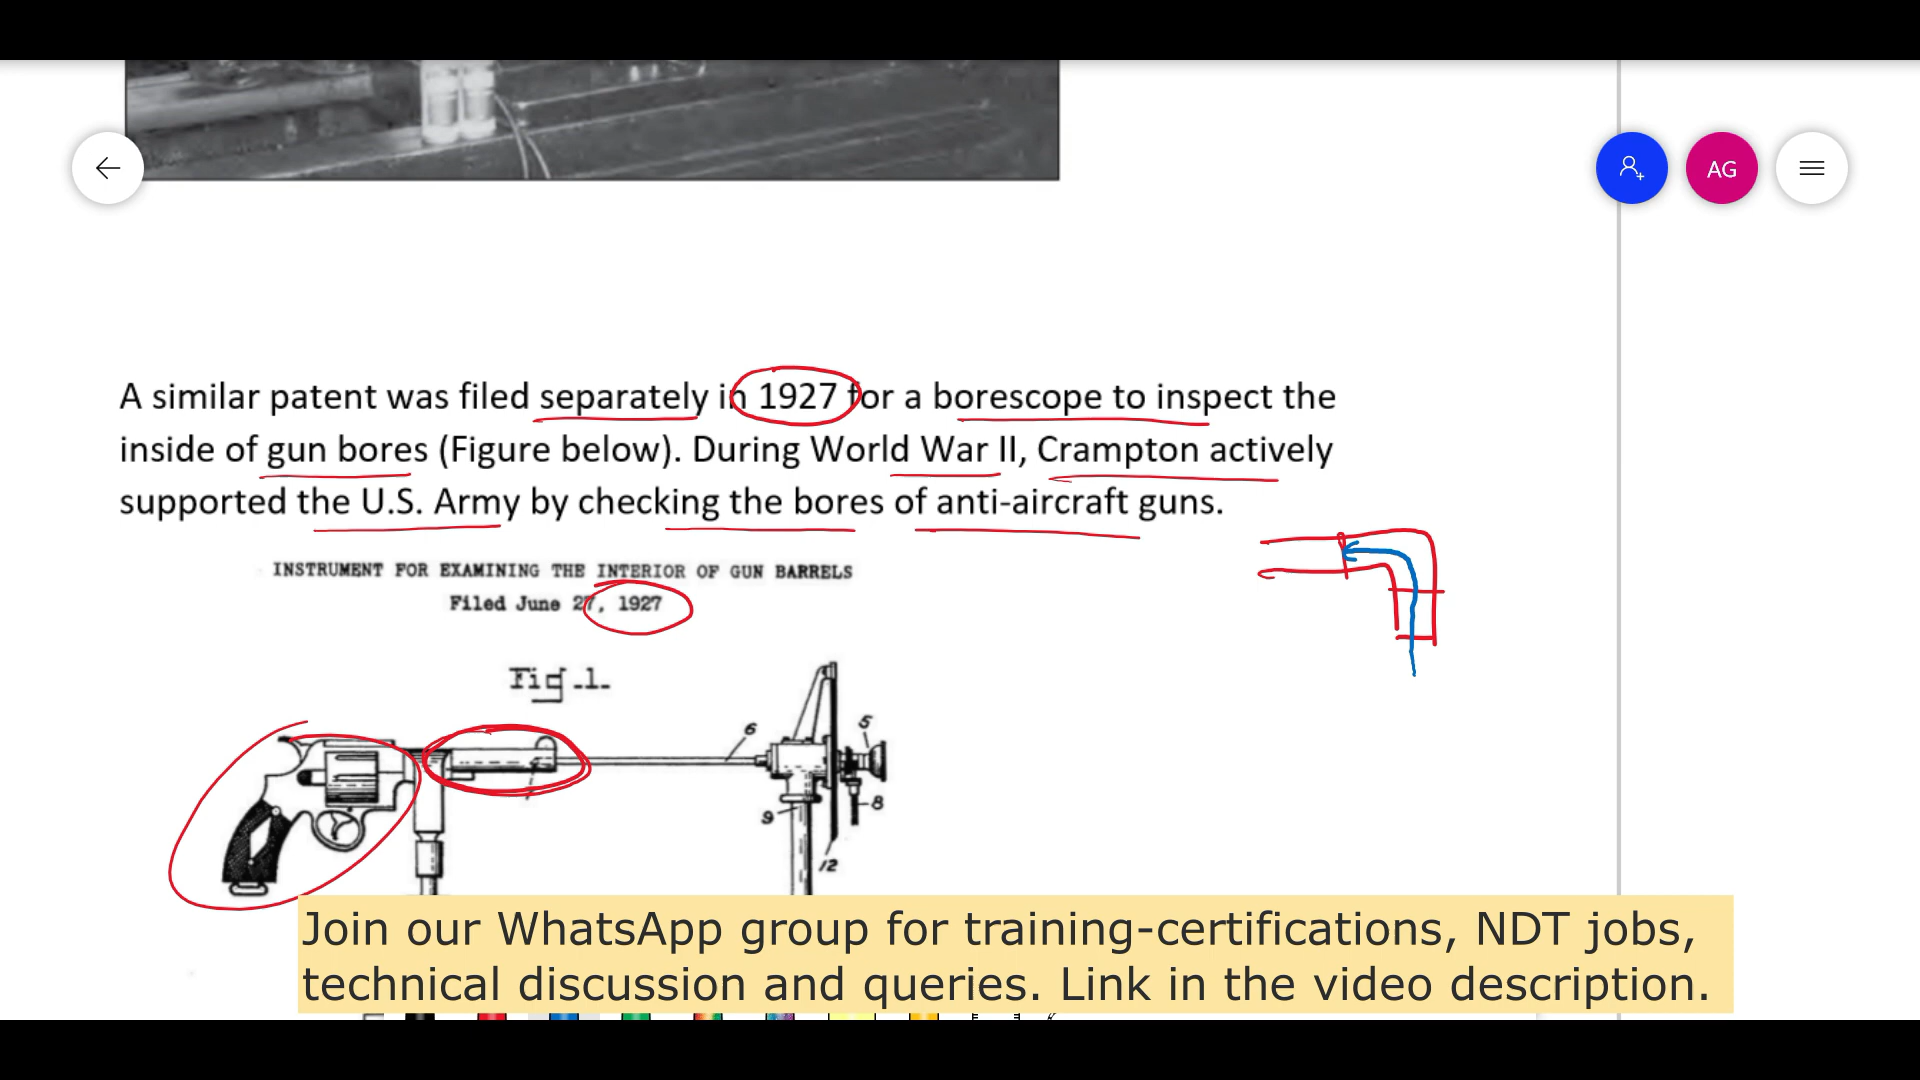 AG
A similar patent was filed separately in 1927 for a borescope to inspect the
inside of gun bores (Figure below). During World War II, Crampton actively
supported the U.S. Army by checking the bores of anti-aircraft guns.
INSTRUMENT FOR EXAMINING THE INTERIOR OF GUN BARRELS
Filed June 27, 1927
Fig.1.
6
5
8
9
7
12
Join our WhatsApp group for training-certifications, NDT jobs,
technical discussion and queries. Link in the video description.